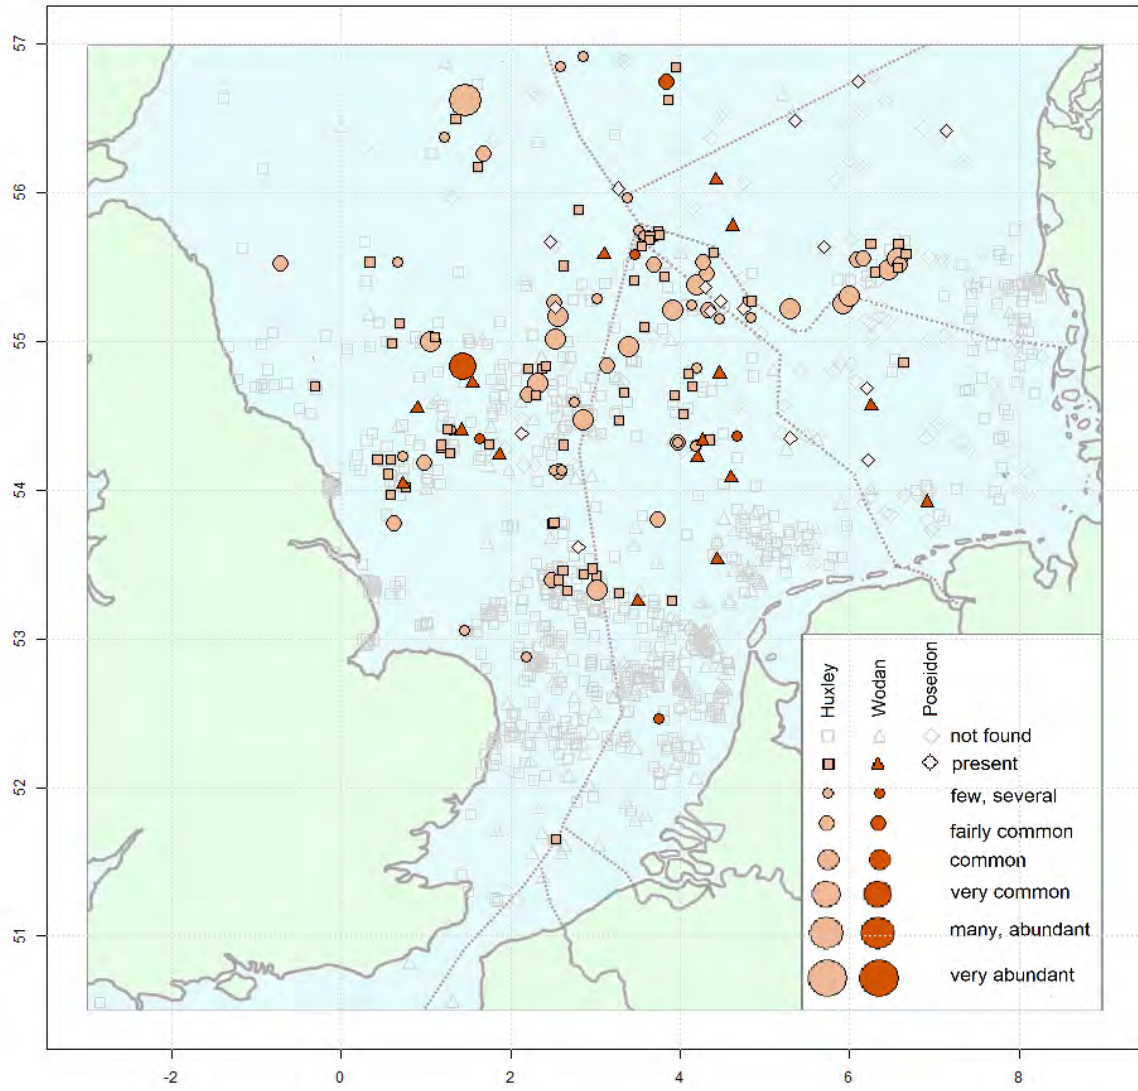 57
56
55
54
53
52
51
Huxley
Wodan
Poseidon
not found
present
few, several
fairly common
common
very common
many, abundant
very abundant
-2
0
2
4
6
8